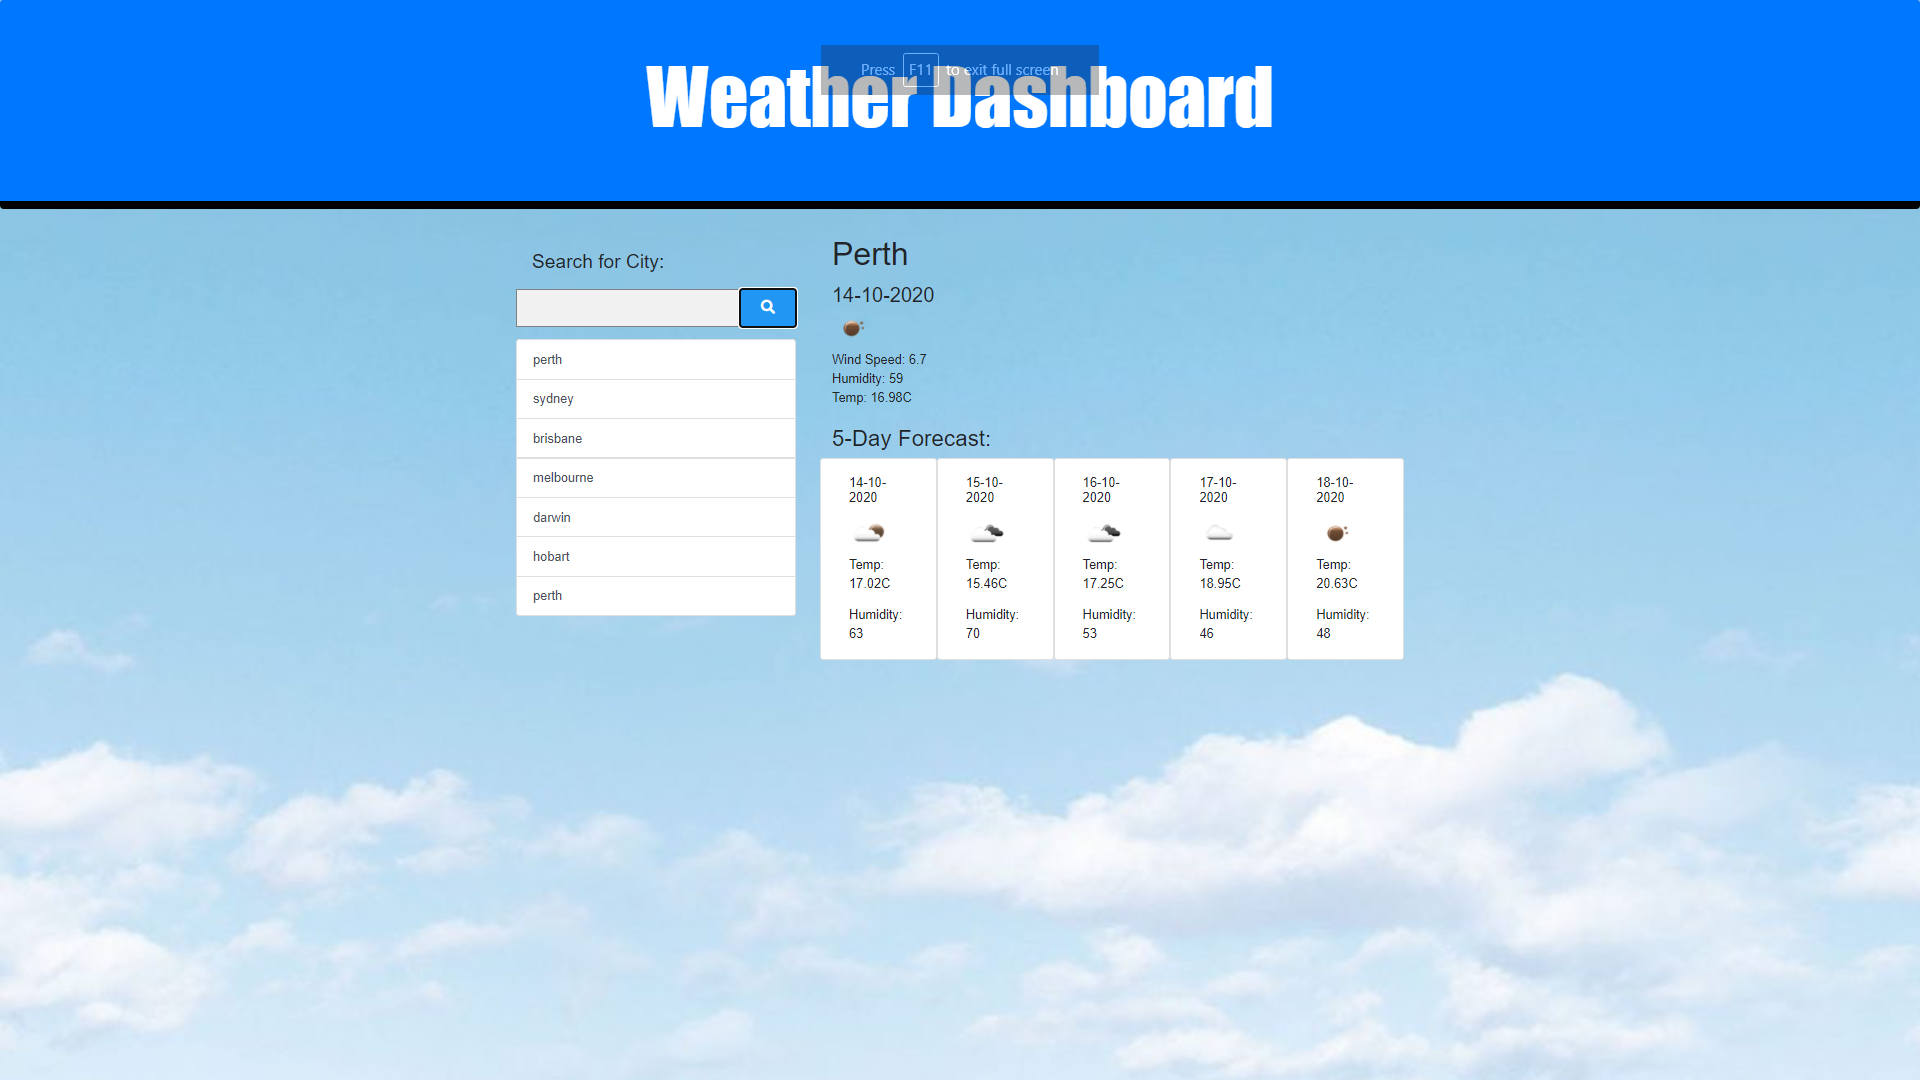 Press F11 to exit full screen
Weather Dashboard
Search for City:
perth
sydney
brisbane
melbourne
darwin
hobart
perth
Perth
14-10-2020
Wind Speed: 6.7
Humidity: 59
Temp: 16.98C
5-Day Forecast:
14-10-
2020
Temp:
17.02C
Humidity:
63
15-10-
2020
Temp:
15.46C
Humidity:
70
16-10-
2020
Temp:
17.25C
Humidity:
53
17-10-
2020
Temp:
18.95C
Humidity:
46
18-10-
2020
Temp:
20.63C
Humidity:
48